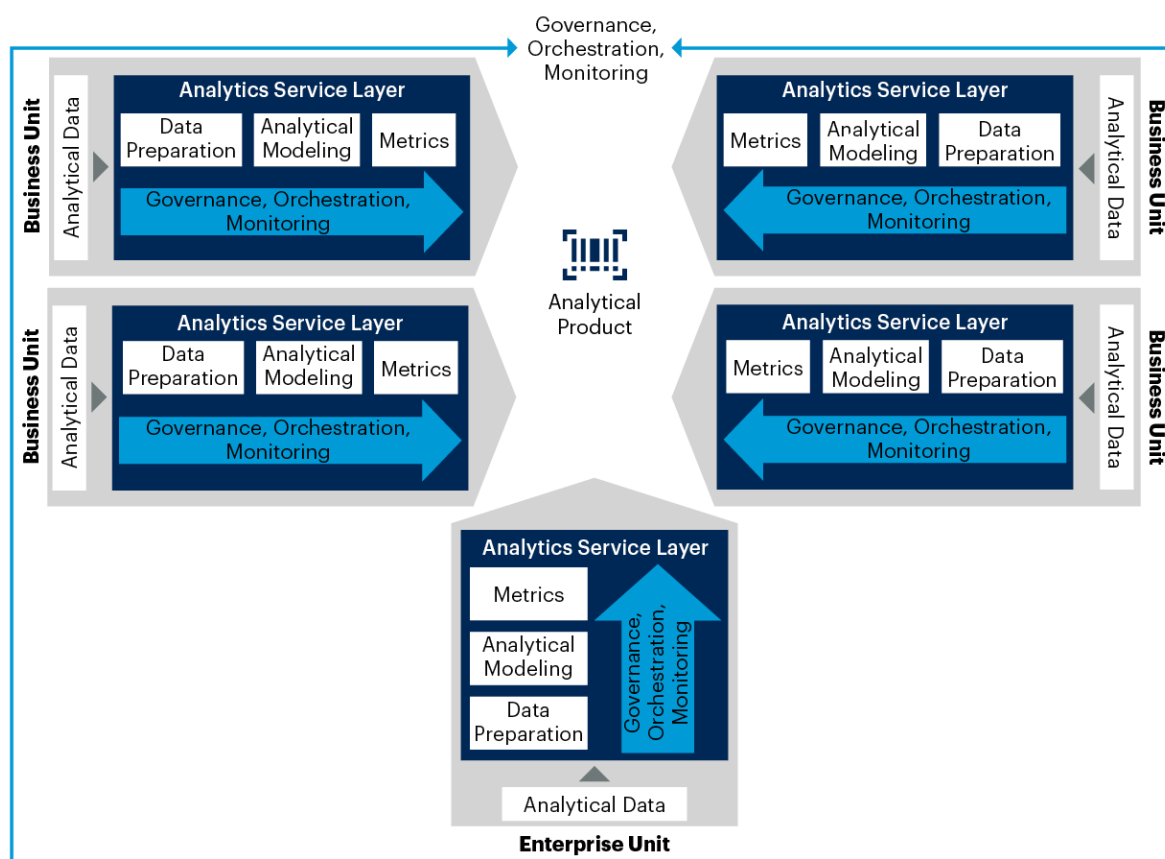 Governance,
Orchestration,
Monitoring
Business Unit
Analytical Data
Analytics Service Layer
Data
Preparation
Analytical
Modeling
Metrics
Governance, Orchestration,
Monitoring
Analytics Service Layer
Metrics
Analytical
Modeling
Data
Preparation
Governance, Orchestration,
Monitoring
Analytical Data
Business Unit
Analytical
Product
Business Unit
Analytical Data
Analytics Service Layer
Data
Preparation
Analytical
Modeling
Metrics
Governance, Orchestration,
Monitoring
Analytics Service Layer
Metrics
Analytical
Modeling
Data
Preparation
Governance, Orchestration,
Monitoring
Analytical Data
Business Unit
Analytics Service Layer
Metrics
Analytical
Modeling
Data
Preparation
Governance,
Orchestration,
Monitoring
Analytical Data
Enterprise Unit